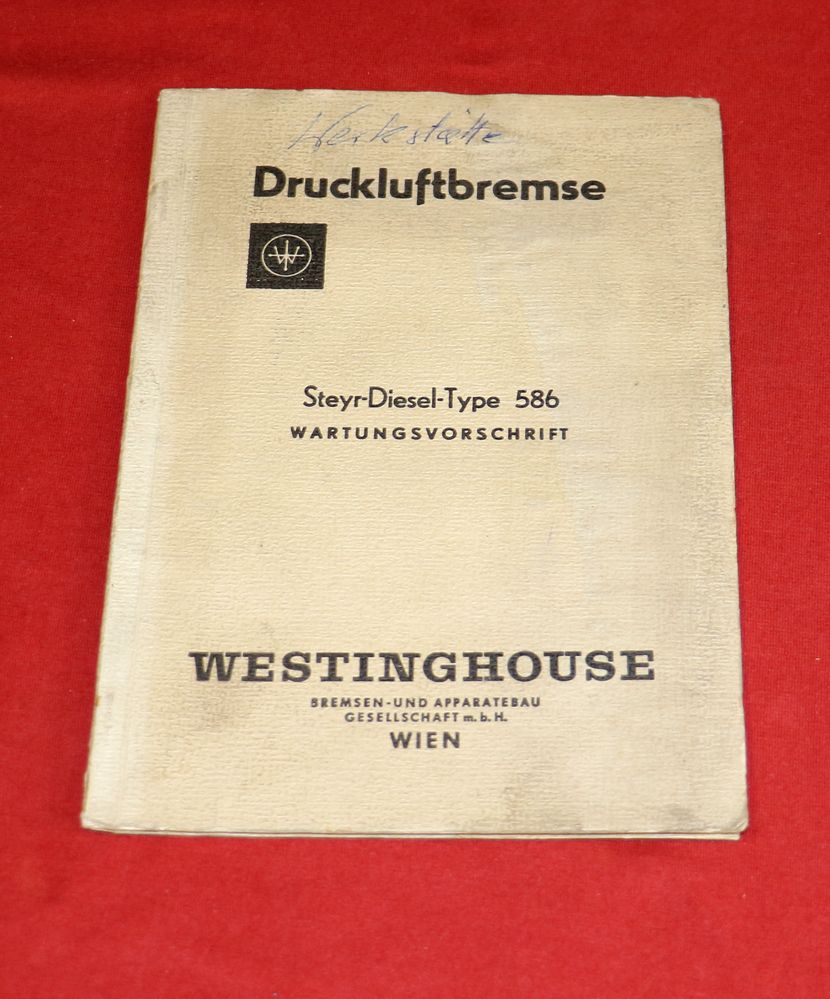 Werkstätte
Druckluftbremse
W
Steyr-Diesel-Type 586
WARTUNGSVORSCHRIFT
WESTINGHOUSE
BREMSEN-UND APPARATEBAU
GESELLSCHAFT m.b.H.
WIEN